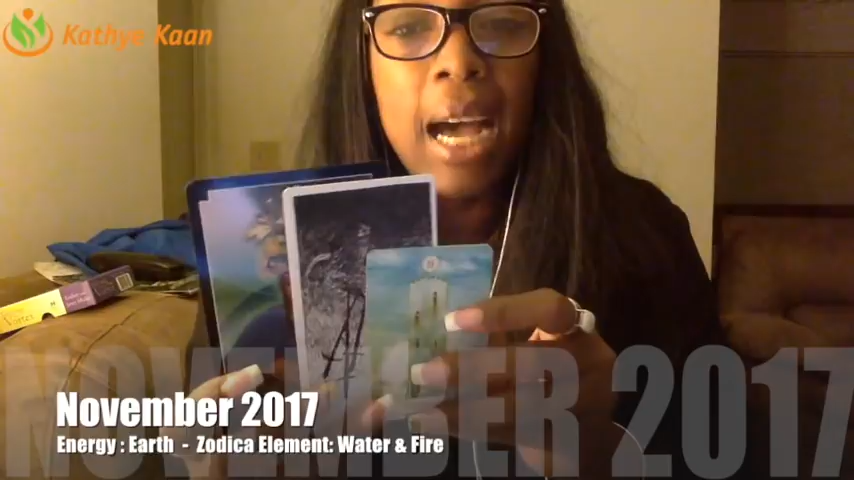 Kathye Kaan
NOVEMBER 2017
November 2017
Energy : Earth - Zodica Element: Water & Fire